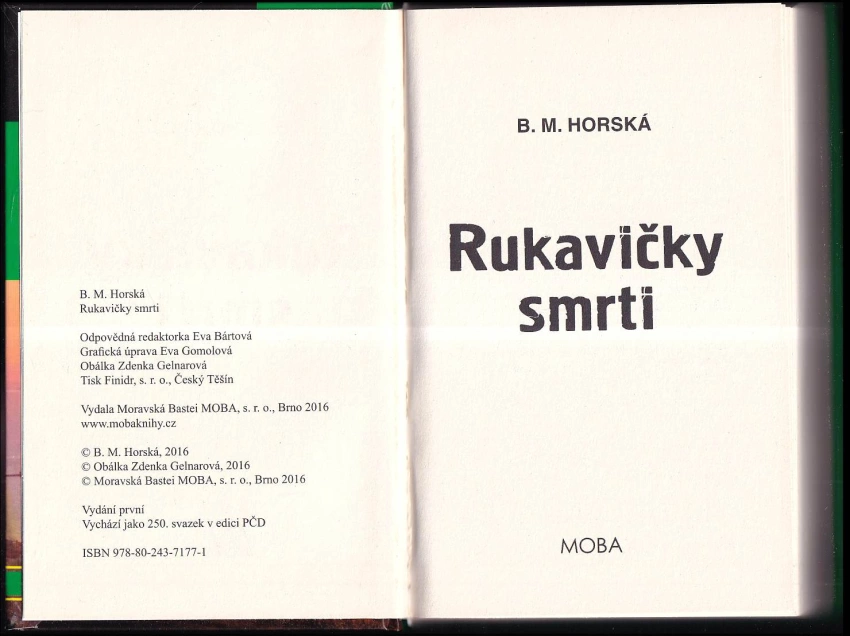 B. M. Horská
Rukavičky smrti
Odpovědná redaktorka Eva Bártová
Grafická úprava Eva Gomolová
Obálka Zdenka Gelnarová
Tisk Finidr, s. r. o., Český Těšín
Vydala Moravská Bastei MOBA, s. r. o., Brno 2016
www.mobaknihy.cz
© B. M. Horská, 2016
© Obálka Zdenka Gelnarová, 2016
© Moravská Bastei MOBA, s. r. o., Brno 2016
Vydání první
Vychází jako 250. svazek v edici PČD
ISBN 978-80-243-7177-1
B. M. HORSKÁ
Rukavičky
smrti
MOBA